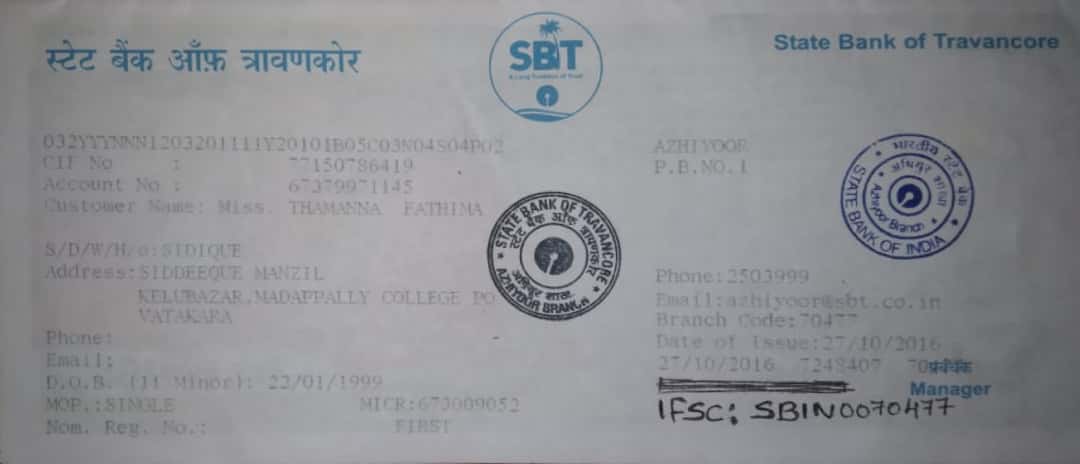 स्टेट बैंक ऑफ़ त्रावणकोर
SBT
A Long Tradition of Trust
State Bank of Travancore
032YYYNNN1203201111Y20101B05C03N04S04P02
CIF No : 77150786419
Account No : 67379971145
Customer Name: Miss. THAMANNA FATHIMA
S/D/W/H/o:SIDIQUE
Address:SIDDEEQUE MANZIL
KELUBAZAR,MADAPPALLY COLLEGE PO
VATAKARA
Phone:
Email:
D.O.B. (If Minor): 22/01/1999
MOP.:SINGLE MICR:673009052
Nom. Reg. No.: FIRST
STATE BANK OF TRAVANCORE
स्टेट बैंक ऑफ त्रावणकोर
अषियूर शाखा
AZHIYOOR BRANCH
AZHIYOOR
P.B.NO.1
भारतीय स्टेट बैंक
अषियूर शाखा
Azhiyoor Branch
STATE BANK OF INDIA
Phone:2503999
Email:azhiyoor@sbt.co.in
Branch Code:70477
Date of Issue:27/10/2016
27/10/2016 7248407 प्रबंधक
Manager
IFSC: SBIN0070477